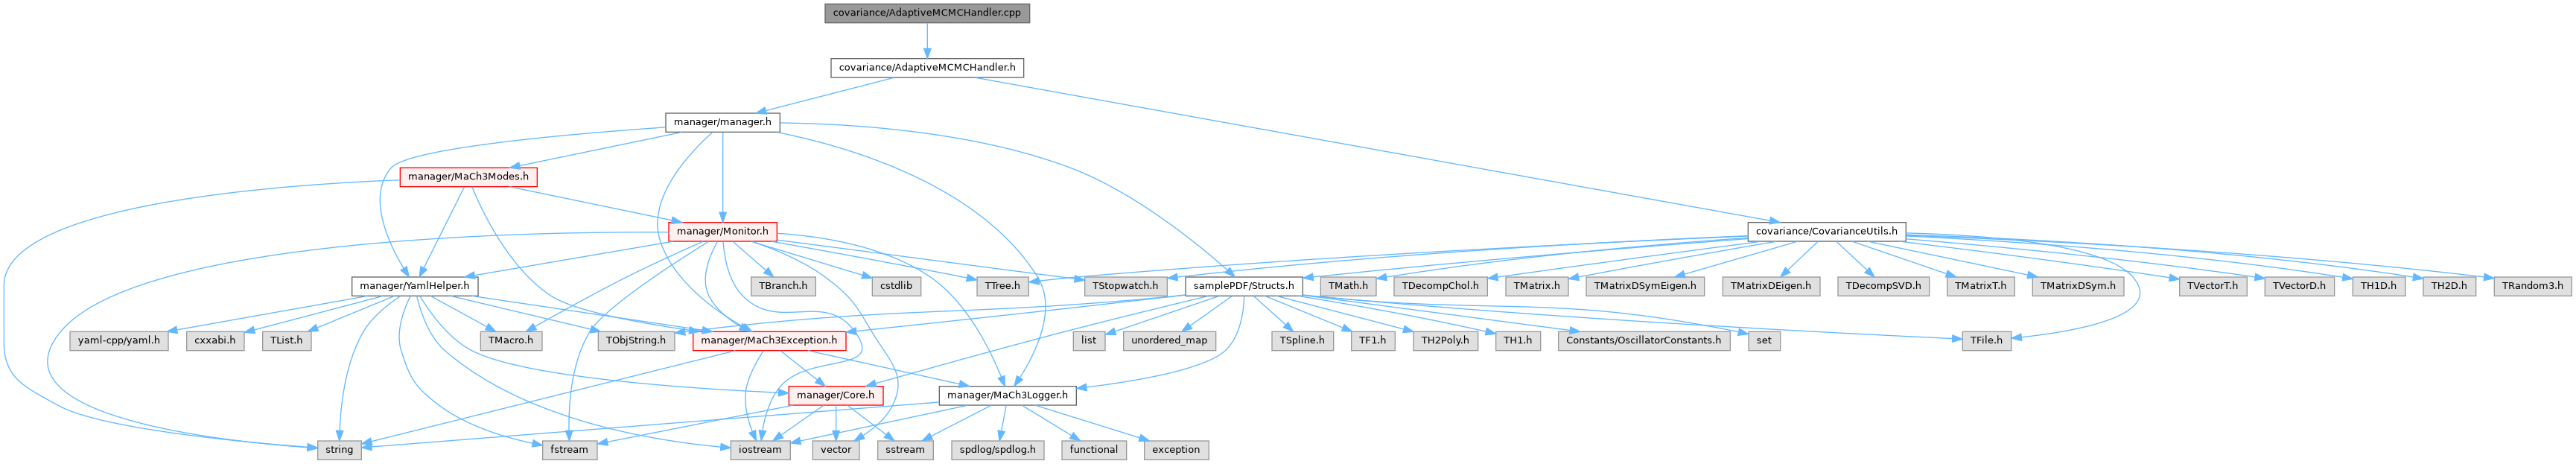 covariance/AdaptiveMCMCHandler.cpp
covariance/AdaptiveMCMCHandler.h
manager/manager.h
manager/MaCh3Modes.h
manager/Monitor.h
covariance/CovarianceUtils.h
manager/YamlHelper.h
TBranch.h
cstdlib
TTree.h
TStopwatch.h
samplePDF/Structs.h
TMath.h
TDecompChol.h
TMatrix.h
TMatrixDSymEigen.h
TMatrixDEigen.h
TDecompSVD.h
TMatrixT.h
TMatrixDSym.h
TVectorT.h
TVectorD.h
TH1D.h
TH2D.h
TRandom3.h
yaml-cpp/yaml.h
cxxabi.h
TList.h
TMacro.h
TObjString.h
manager/MaCh3Exception.h
list
unordered_map
TSpline.h
TF1.h
TH2Poly.h
TH1.h
Constants/OscillatorConstants.h
set
TFile.h
manager/Core.h
manager/MaCh3Logger.h
string
fstream
iostream
vector
sstream
spdlog/spdlog.h
functional
exception